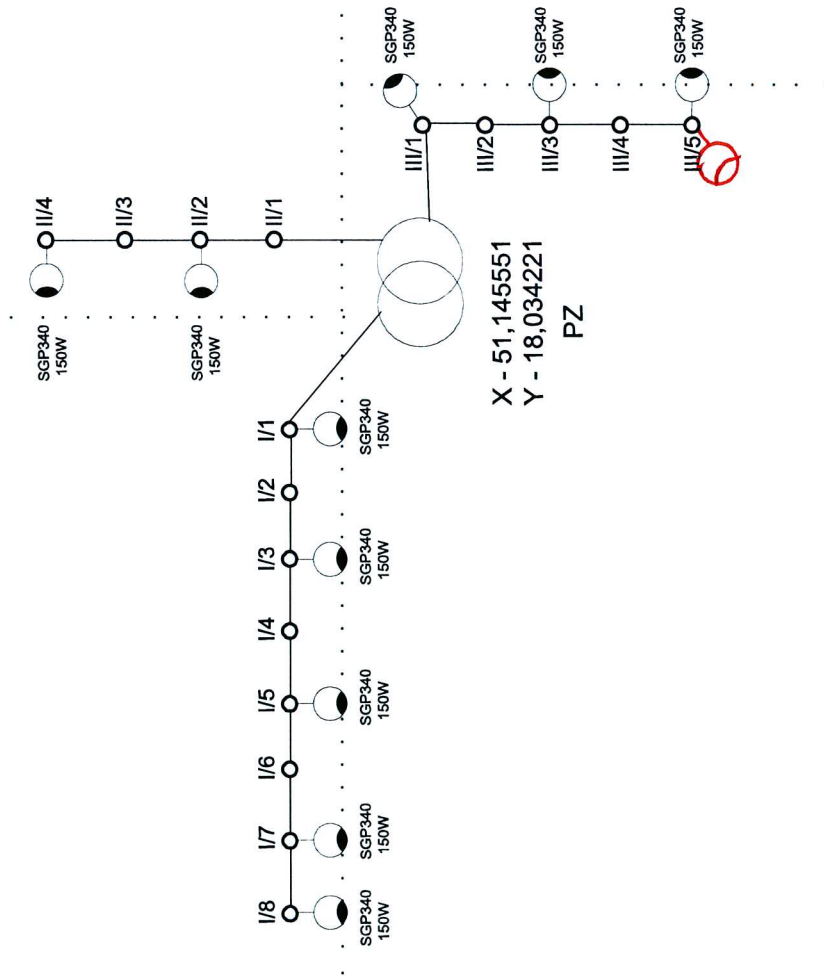 SGP340
150W
SGP340
150W
SGP340
150W
III/1
III/2
III/3
III/4
III/5
II/4
II/3
II/2
II/1
SGP340
150W
SGP340
150W
X - 51,145551
Y - 18,034221
PZ
I/1
I/2
I/3
I/4
I/5
I/6
I/7
I/8
SGP340
150W
SGP340
150W
SGP340
150W
SGP340
150W
SGP340
150W